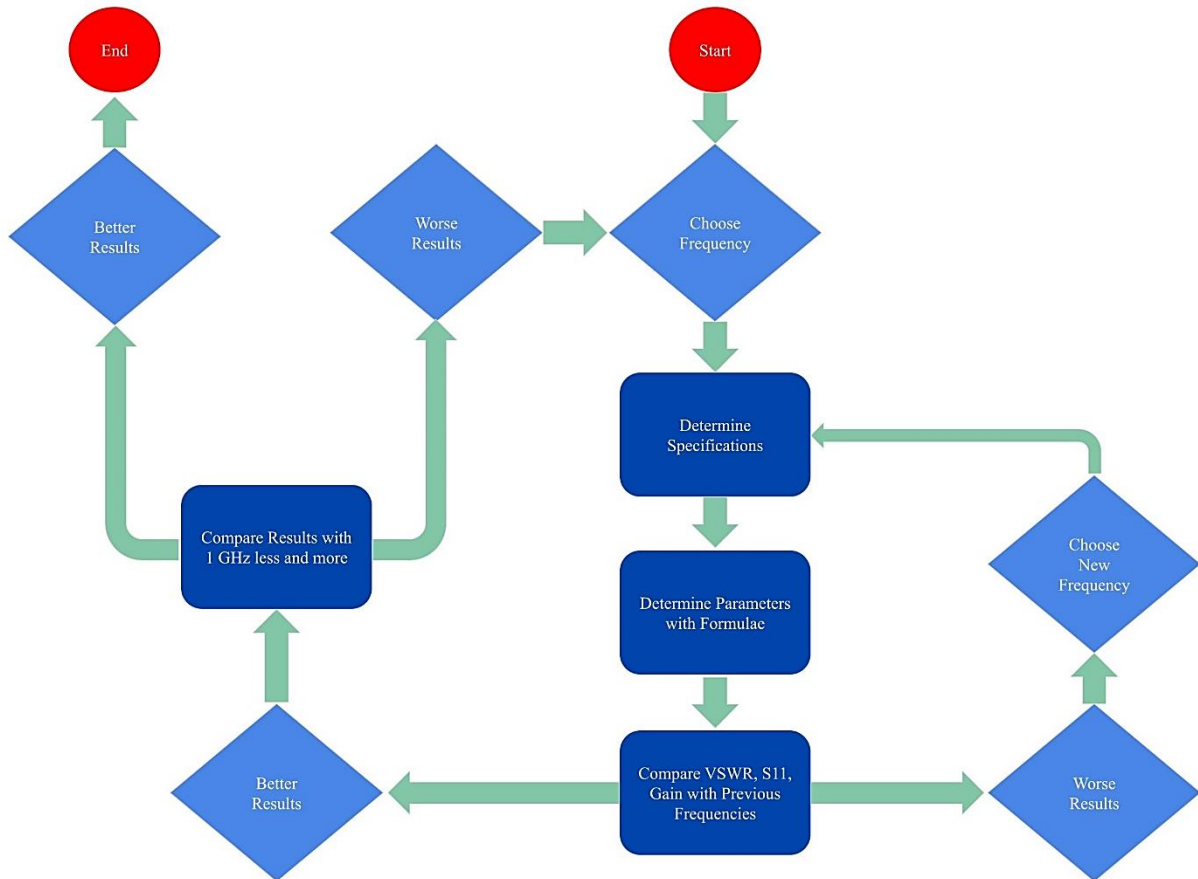 End
Start
Better
Results
Worse
Results
Choose
Frequency
Determine
Specifications
Compare Results with
1 GHz less and more
Choose
New
Frequency
Determine Parameters
with Formulae
Better
Results
Compare VSWR, S11,
Gain with Previous
Frequencies
Worse
Results